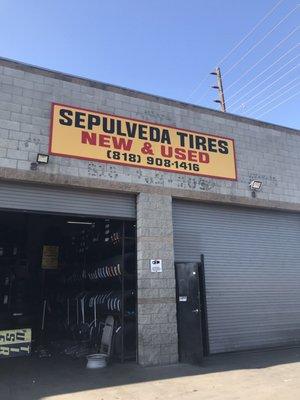 SEPULVEDA TIRES
NEW & USED
(818) 908-1416